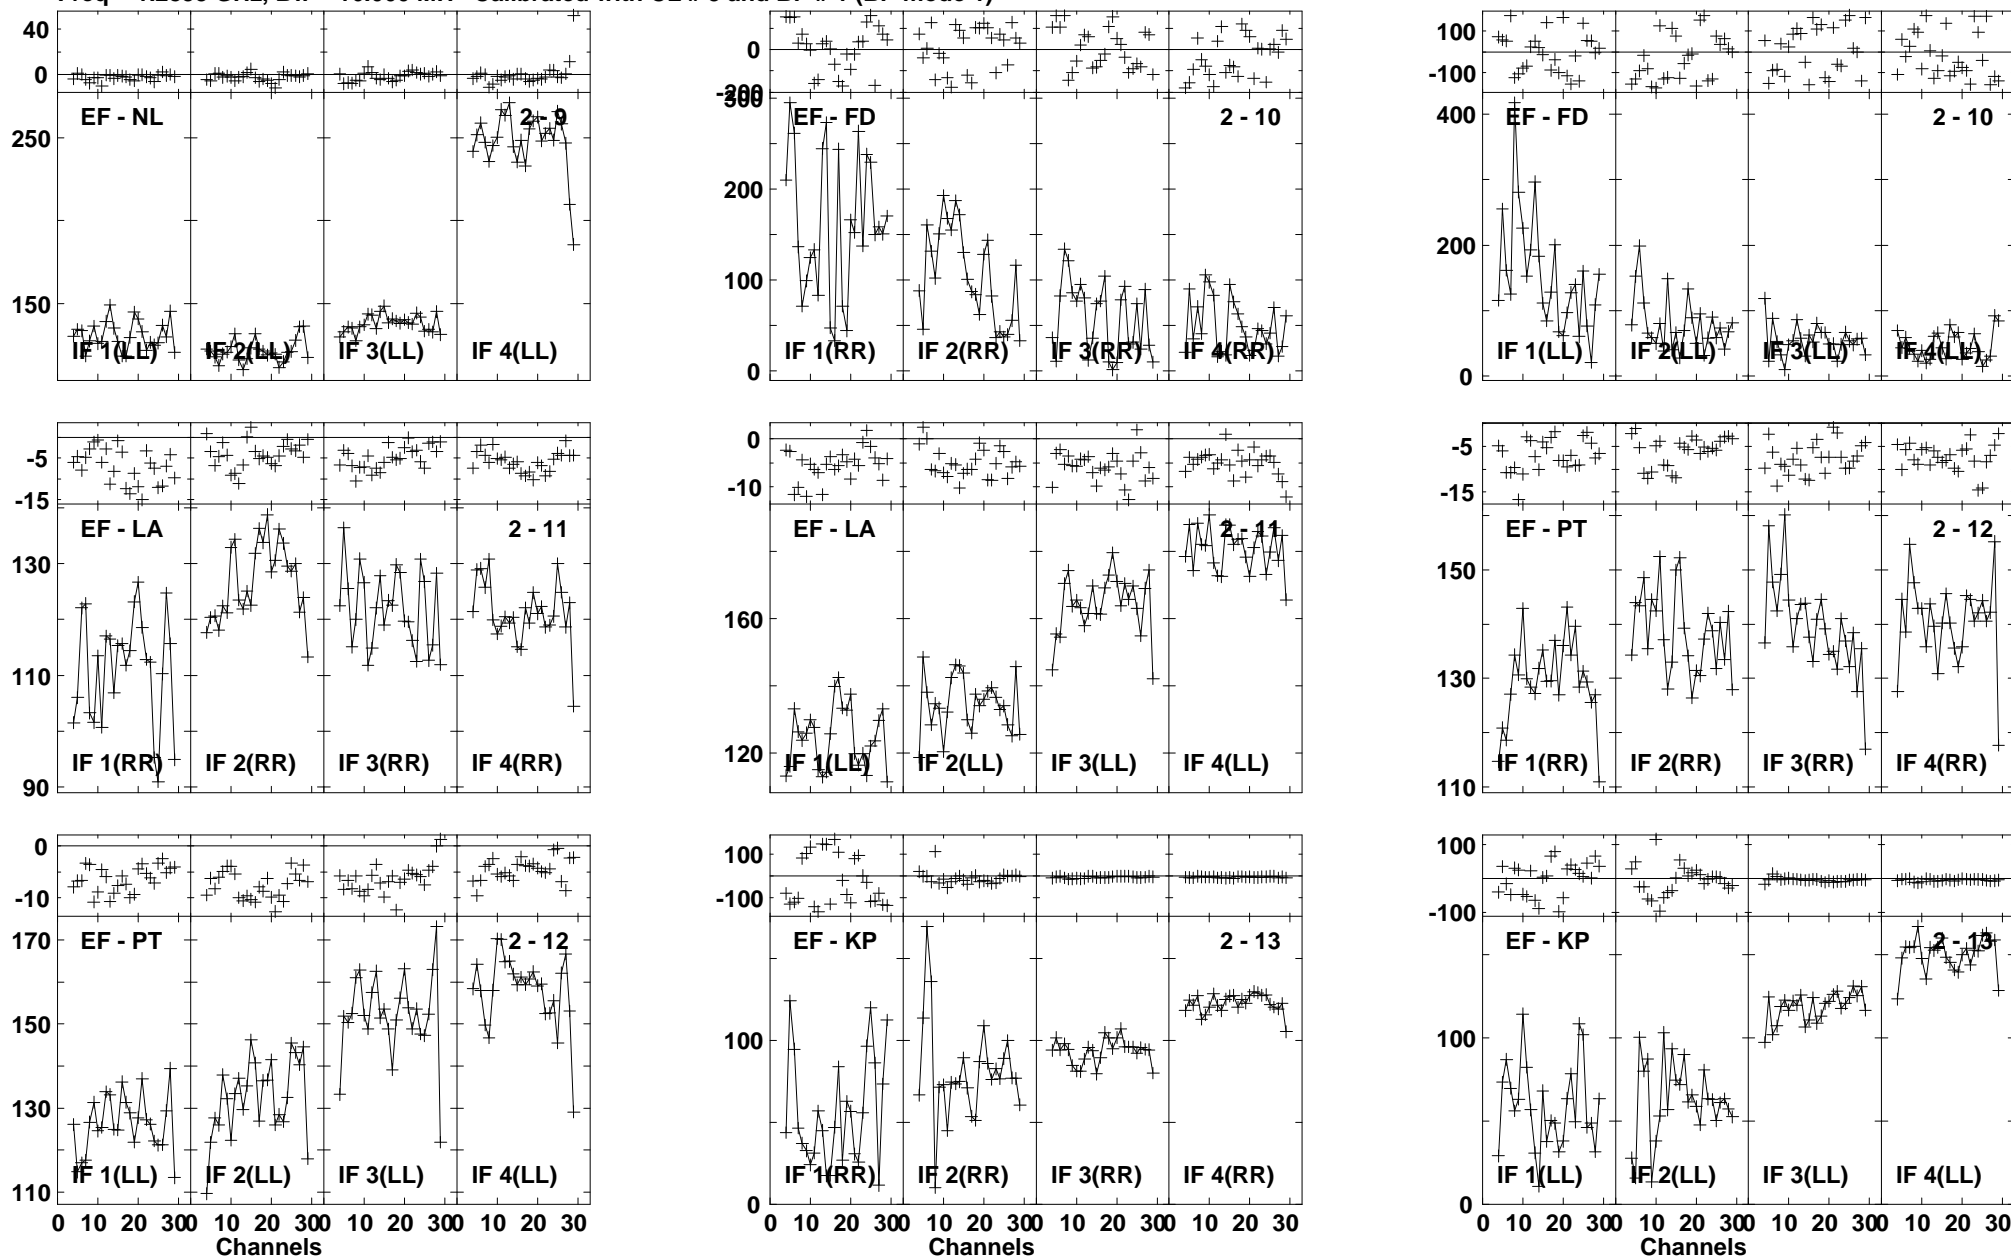 40
0
EF - NL
2 - 9
250
150
IF 1(LL)
IF 2(LL)
IF 3(LL)
IF 4(LL)
0
-200
300
EF - FD
2 - 10
200
100
0
IF 1(RR)
IF 2(RR)
IF 3(RR)
IF 4(RR)
100
-100
400
EF - FD
2 - 10
200
0
IF 1(LL)
IF 2(LL)
IF 3(LL)
IF 4(LL)
-5
-15
EF - LA
2 - 11
130
110
90
IF 1(RR)
IF 2(RR)
IF 3(RR)
IF 4(RR)
0
-10
EF - LA
2 - 11
160
120
IF 1(LL)
IF 2(LL)
IF 3(LL)
IF 4(LL)
-5
-15
EF - PT
2 - 12
150
130
110
IF 1(RR)
IF 2(RR)
IF 3(RR)
IF 4(RR)
0
-10
EF - PT
2 - 12
170
150
130
110
IF 1(LL)
IF 2(LL)
IF 3(LL)
IF 4(LL)
0 10 20 30 0 10 20 30 0 10 20 30 0 10 20 30
Channels
100
-100
EF - KP
2 - 13
100
0
IF 1(RR)
IF 2(RR)
IF 3(RR)
IF 4(RR)
0 10 20 30 0 10 20 30 0 10 20 30 0 10 20 30
Channels
100
-100
EF - KP
2 - 13
100
0
IF 1(LL)
IF 2(LL)
IF 3(LL)
IF 4(LL)
0 10 20 30 0 10 20 30 0 10 20 30 0 10 20 30
Channels